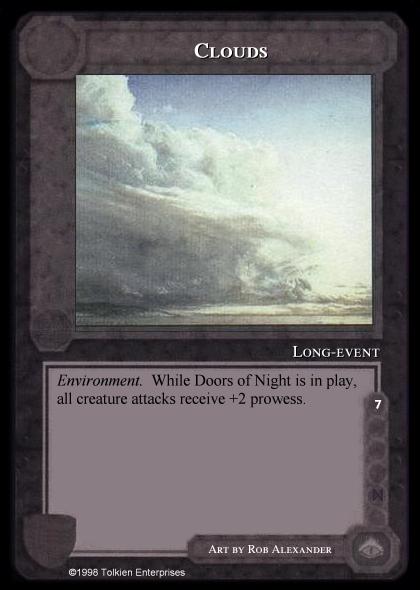 Clouds
Long-event
Environment. While Doors of Night is in play,
all creature attacks receive +2 prowess.
7
N
Art by Rob Alexander
©1998 Tolkien Enterprises